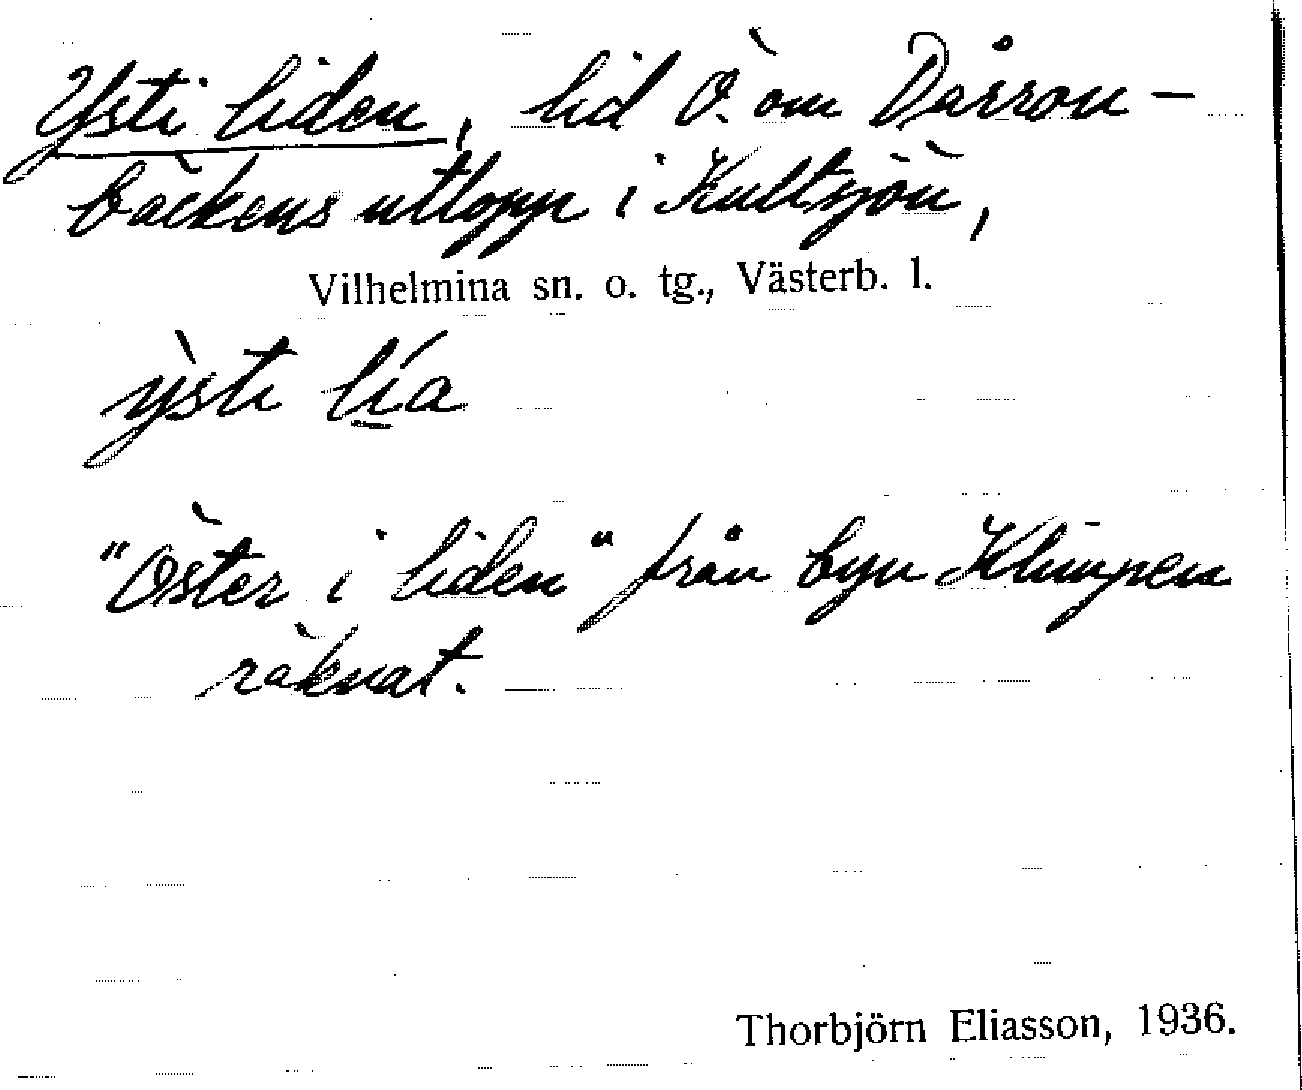 Ysti liden, lid Ö. om Dårron-
bäckens utlopp i Kultsjön,
Vilhelmina sn. o. tg., Västerb. l.
ỳsti lía
"Öster i liden" från byn Klimpen
räknat.
Thorbjörn Eliasson, 1936.